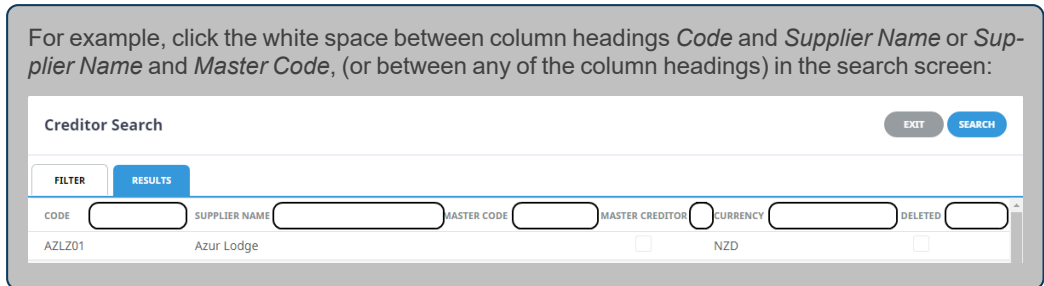 For example, click the white space between column headings Code and Supplier Name or Sup-
plier Name and Master Code, (or between any of the column headings) in the search screen:
Creditor Search EXIT SEARCH
FILTER RESULTS
CODE SUPPLIER NAME MASTER CODE MASTER CREDITOR CURRENCY DELETED
AZLZ01 Azur Lodge NZD